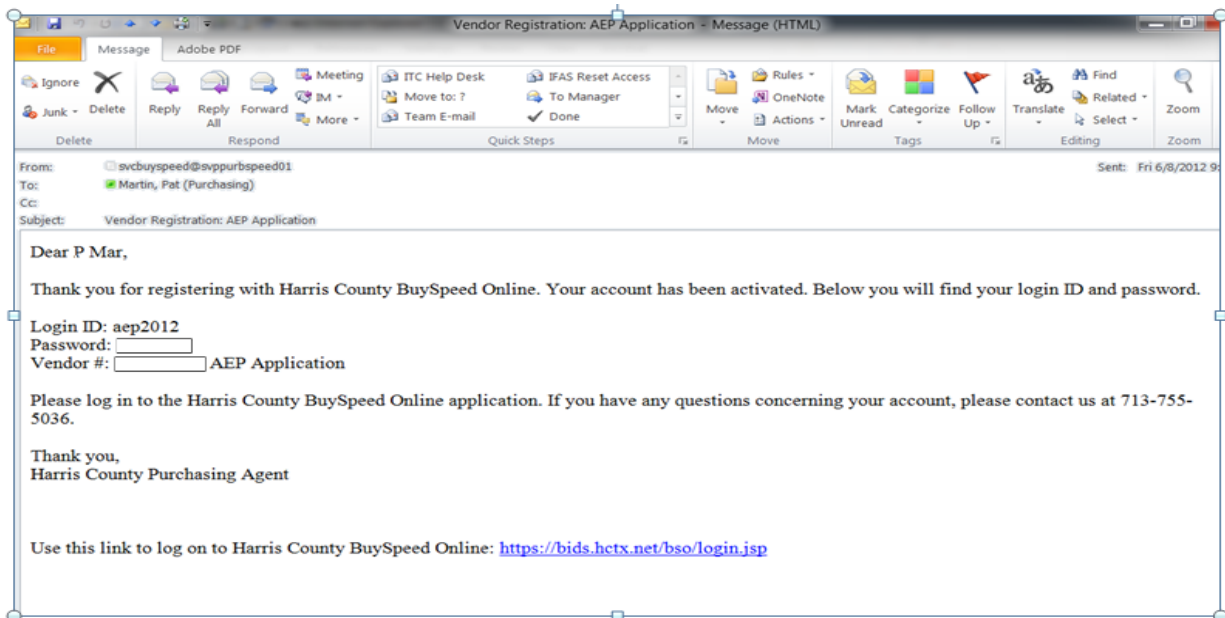 Vendor Registration: AEP Application - Message (HTML)
File Message Adobe PDF
Ignore
Junk
Delete
Delete
Reply
Reply All
Forward
Meeting
IM
More
Respond
ITC Help Desk
Move to: ?
Team E-mail
IFAS Reset Access
To Manager
Done
Quick Steps
Move
Rules
OneNote
Actions
Move
Mark Unread
Categorize
Follow Up
Tags
Translate
Find
Related
Select
Editing
Zoom
Zoom
From: svcbuyspeed@svppurbspeed01 Sent: Fri 6/8/2012 9:
To: Martin, Pat (Purchasing)
Cc:
Subject: Vendor Registration: AEP Application
Dear P Mar,
Thank you for registering with Harris County BuySpeed Online. Your account has been activated. Below you will find your login ID and password.
Login ID: aep2012
Password:
Vendor #: AEP Application
Please log in to the Harris County BuySpeed Online application. If you have any questions concerning your account, please contact us at 713-755-
5036.
Thank you,
Harris County Purchasing Agent
Use this link to log on to Harris County BuySpeed Online: https://bids.hctx.net/bso/login.jsp